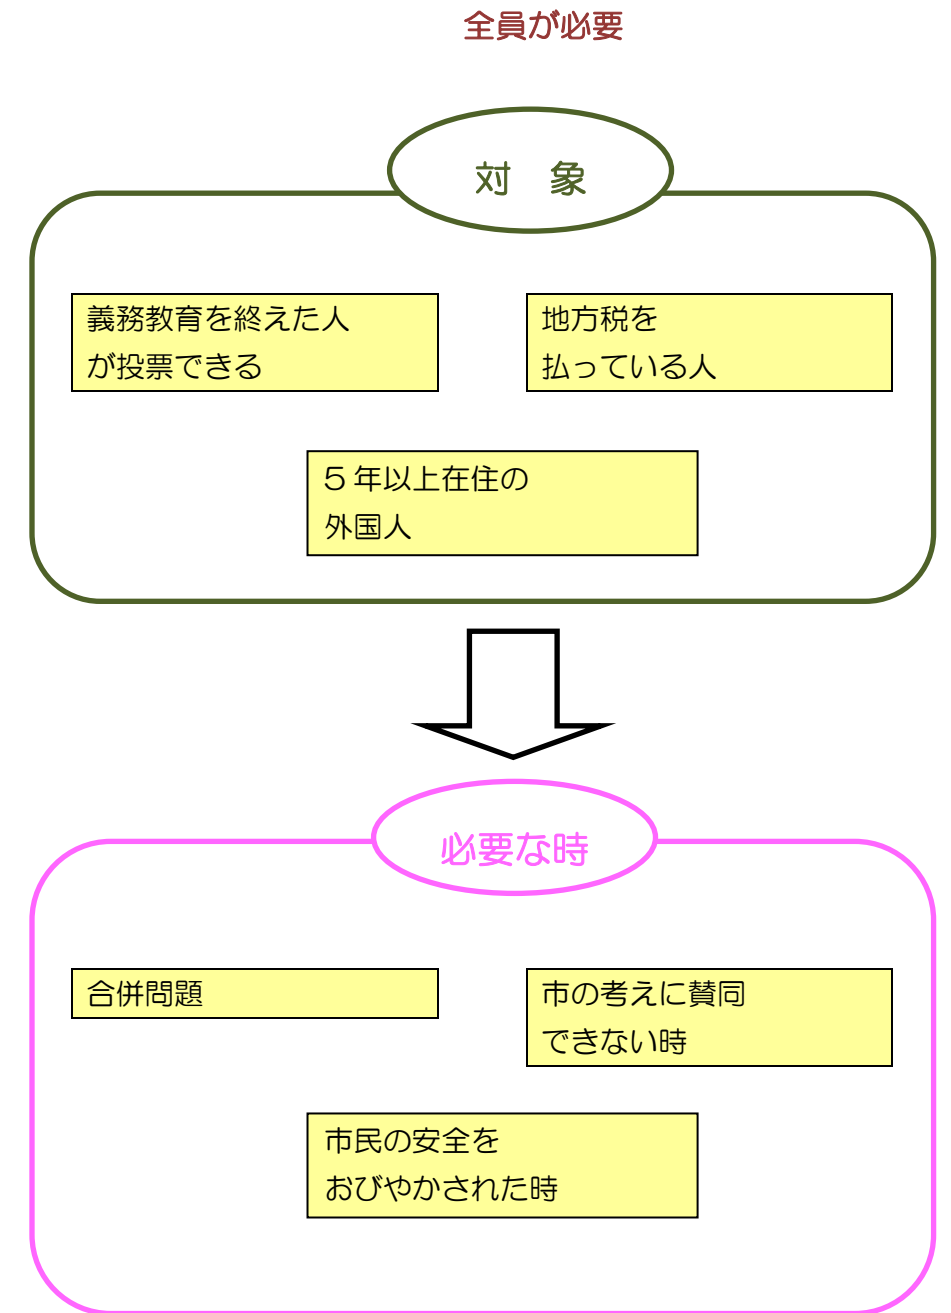 全員が必要
対　象
義務教育を終えた人
が投票できる
地方税を
払っている人
５年以上在住の
外国人
必要な時
合併問題
市の考えに賛同
できない時
市民の安全を
おびやかされた時